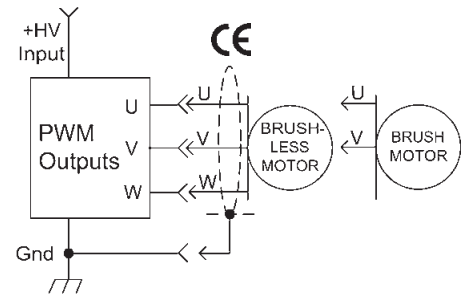 +HV
Input
CE
PWM
Outputs
U
V
W
U
V
W
BRUSH-
LESS
MOTOR
U
V
BRUSH
MOTOR
Gnd